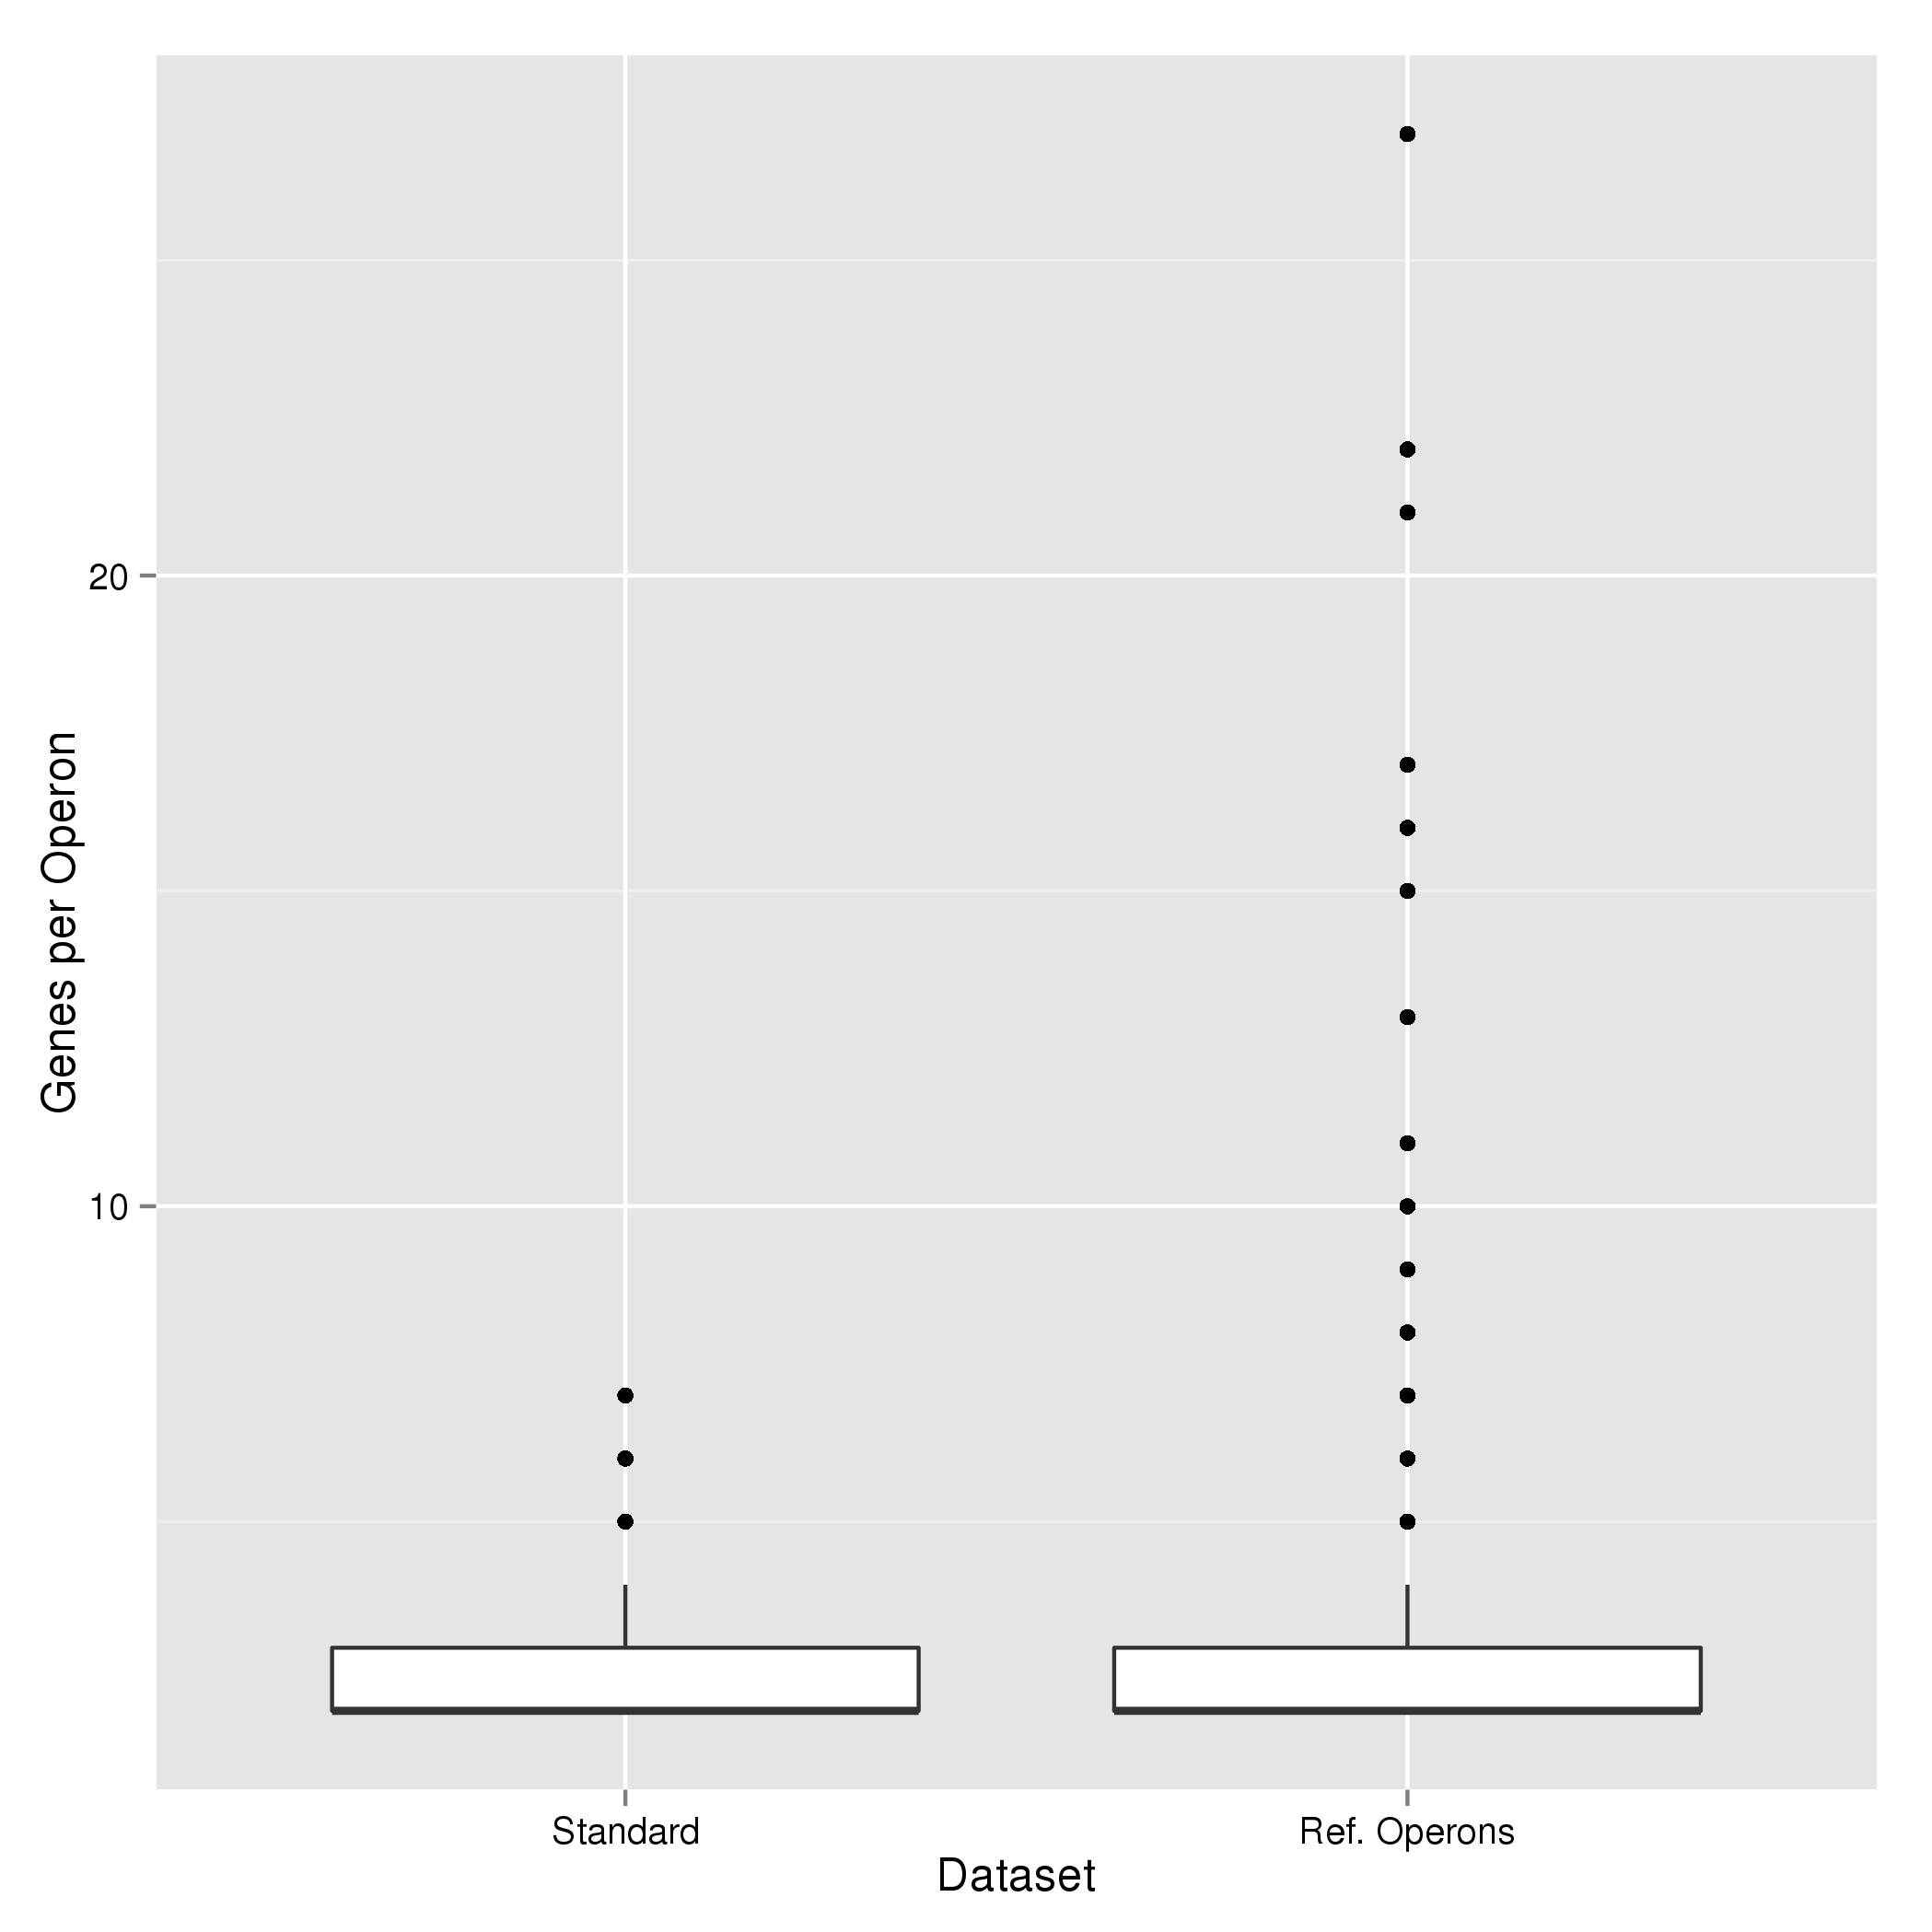 Genes per Operon
20
10
Standard
Ref. Operons
Dataset